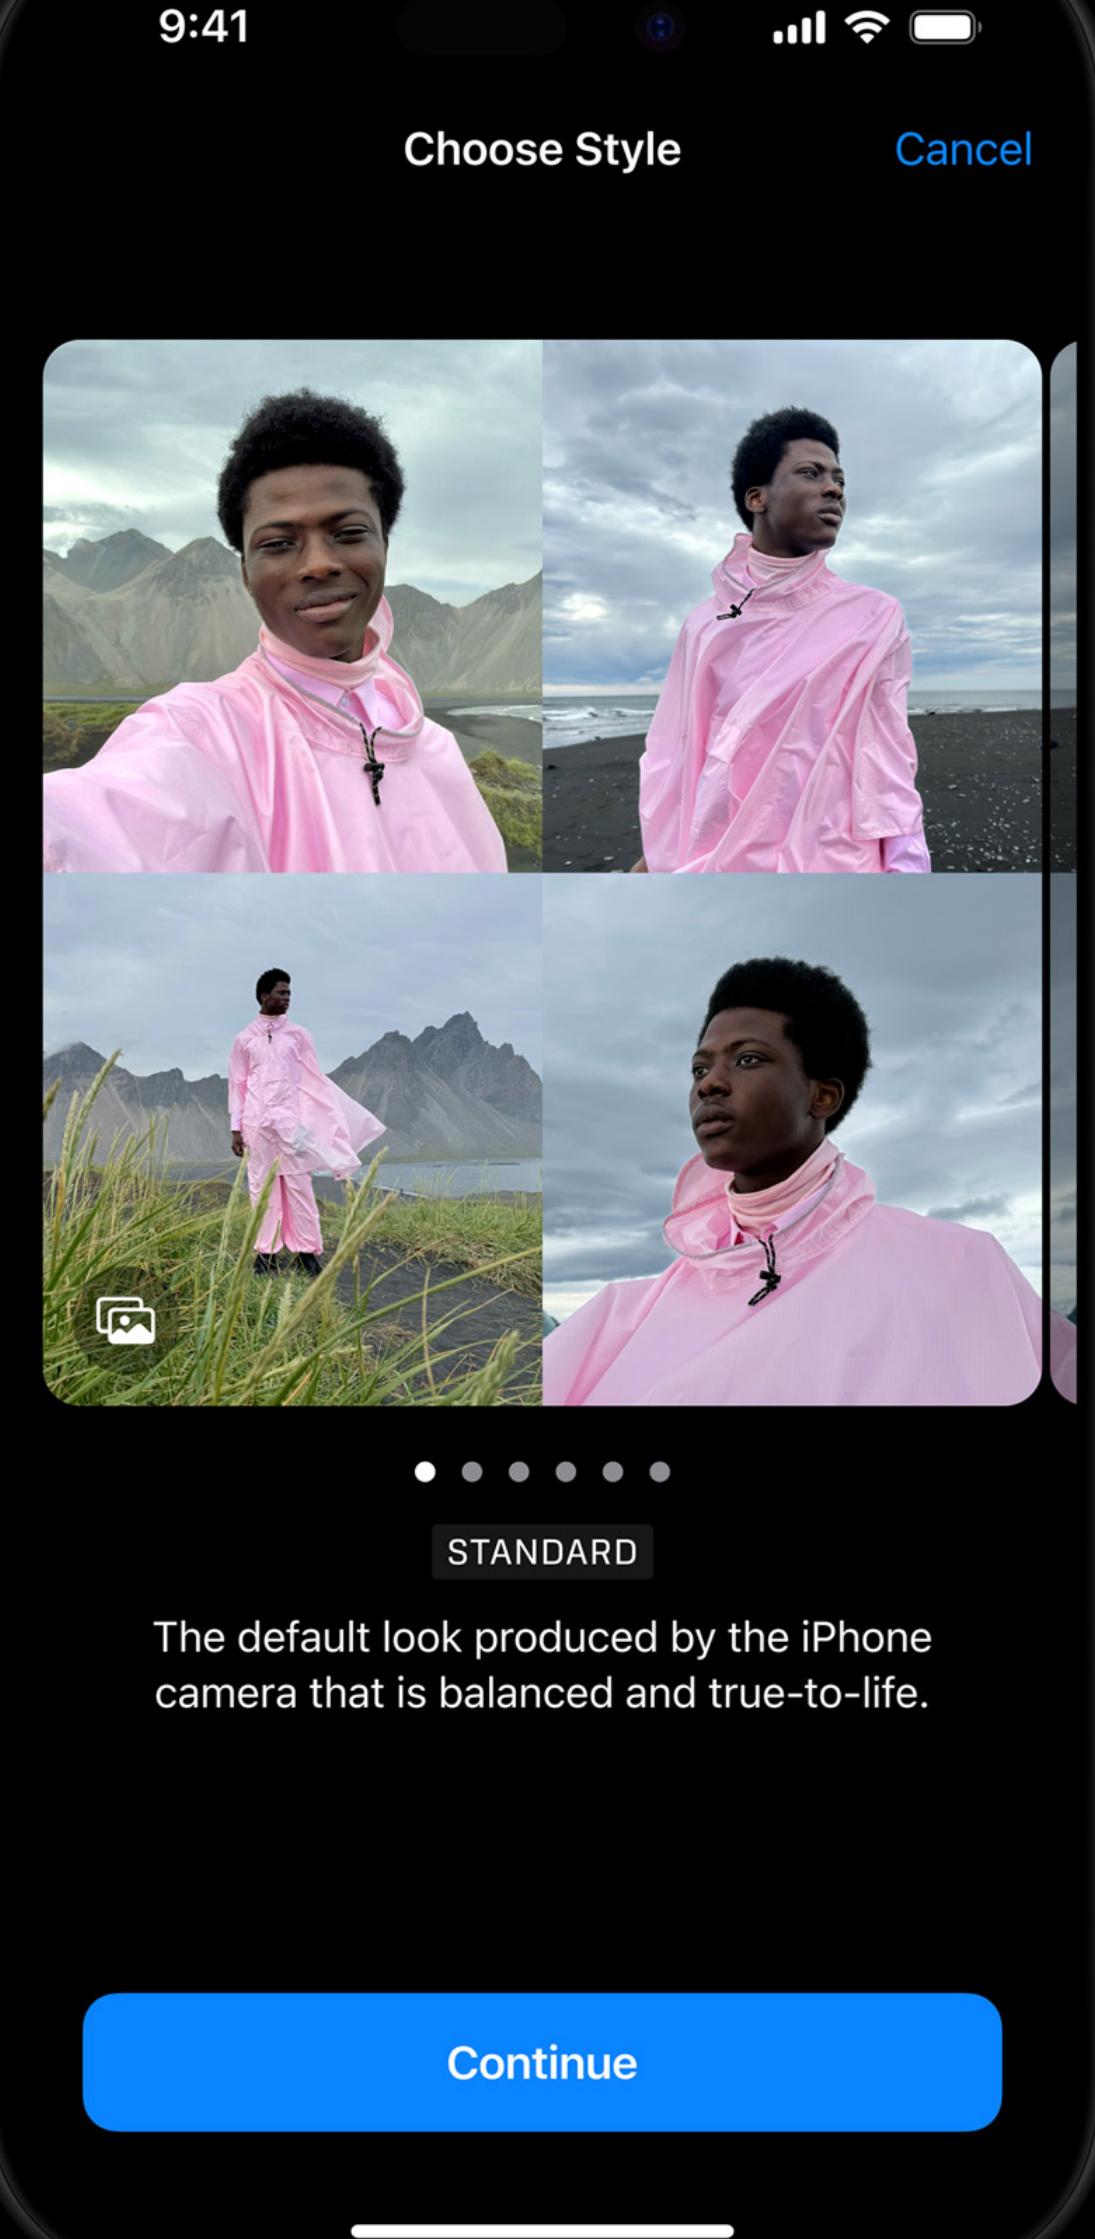 9:41
Choose Style
Cancel
STANDARD
The default look produced by the iPhone
camera that is balanced and true-to-life.
Continue